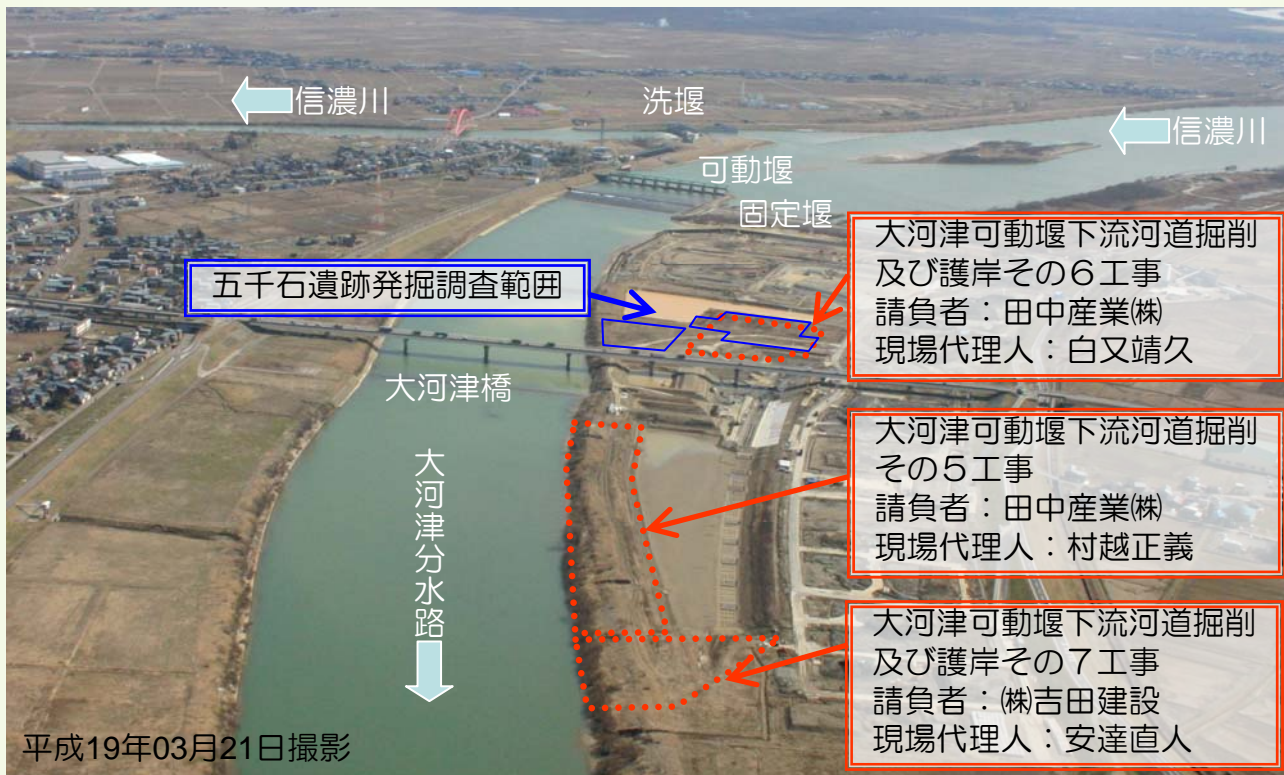 信濃川
洗堰
信濃川
可動堰
固定堰
五千石遺跡発掘調査範囲
大河津可動堰下流河道掘削
及び護岸その6工事
請負者：田中産業㈱
現場代理人：白又靖久
大河津橋
大河津分水路
大河津可動堰下流河道掘削
その5工事
請負者：田中産業㈱
現場代理人：村越正義
大河津可動堰下流河道掘削
及び護岸その7工事
請負者：㈱吉田建設
現場代理人：安達直人
平成19年03月21日撮影